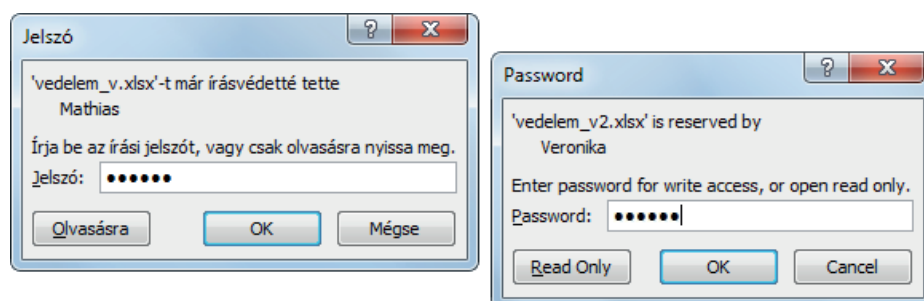 Jelszó
'vedelem_v.xlsx'-t már írásvédetté tette
Mathias
Írja be az írási jelszót, vagy csak olvasásra nyissa meg.
Jelszó: ●●●●●●
Olvasásra OK Mégse
Password
'vedelem_v2.xlsx' is reserved by
Veronika
Enter password for write access, or open read only.
Password: ●●●●●●
Read Only OK Cancel